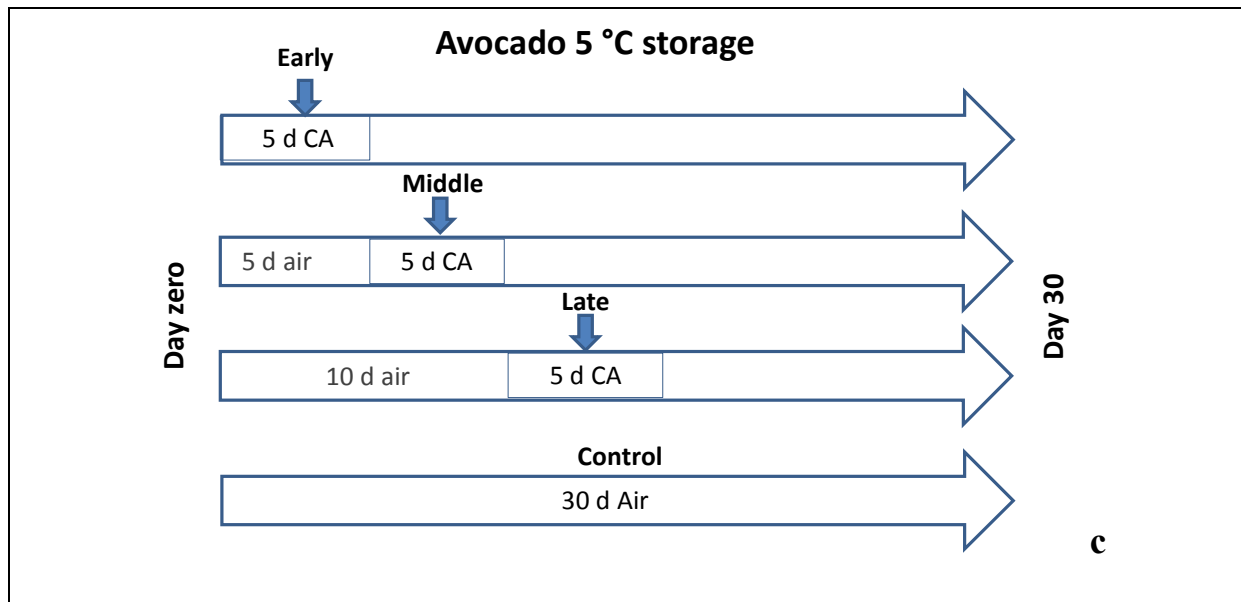 Avocado 5 °C storage
Early
5 d CA
Middle
5 d air
5 d CA
Late
10 d air
5 d CA
Control
30 d Air
Day zero
Day 30
c